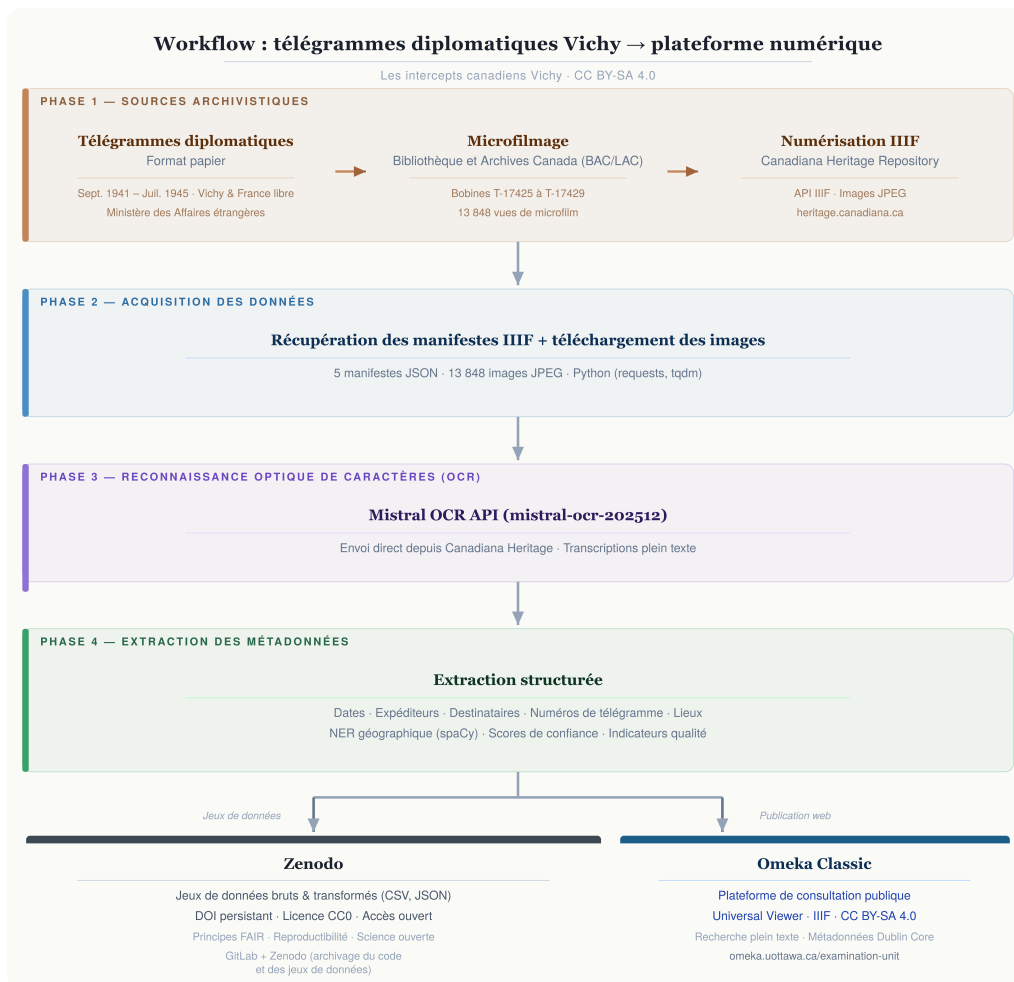 Workflow : télégrammes diplomatiques Vichy → plateforme numérique
Les intercepts canadiens Vichy · CC BY-SA 4.0
PHASE 1 — SOURCES ARCHIVISTIQUES
Télégrammes diplomatiques
Format papier
Sept. 1941 – Juil. 1945 · Vichy & France libre
Ministère des Affaires étrangères
Microfilmage
Bibliothèque et Archives Canada (BAC/LAC)
Bobines T-17425 à T-17429
13 848 vues de microfilm
Numérisation IIIF
Canadiana Heritage Repository
API IIIF · Images JPEG
heritage.canadiana.ca
PHASE 2 — ACQUISITION DES DONNÉES
Récupération des manifestes IIIF + téléchargement des images
5 manifestes JSON · 13 848 images JPEG · Python (requests, tqdm)
PHASE 3 — RECONNAISSANCE OPTIQUE DE CARACTÈRES (OCR)
Mistral OCR API (mistral-ocr-202512)
Envoi direct depuis Canadiana Heritage · Transcriptions plein texte
PHASE 4 — EXTRACTION DES MÉTADONNÉES
Extraction structurée
Dates · Expéditeurs · Destinataires · Numéros de télégramme · Lieux
NER géographique (spaCy) · Scores de confiance · Indicateurs qualité
Jeux de données
Publication web
Zenodo
Jeux de données bruts & transformés (CSV, JSON)
DOI persistant · Licence CC0 · Accès ouvert
Principes FAIR · Reproductibilité · Science ouverte
GitLab + Zenodo (archivage du code
et des jeux de données)
Omeka Classic
Plateforme de consultation publique
Universal Viewer · IIIF · CC BY-SA 4.0
Recherche plein texte · Métadonnées Dublin Core
omeka.uottawa.ca/examination-unit